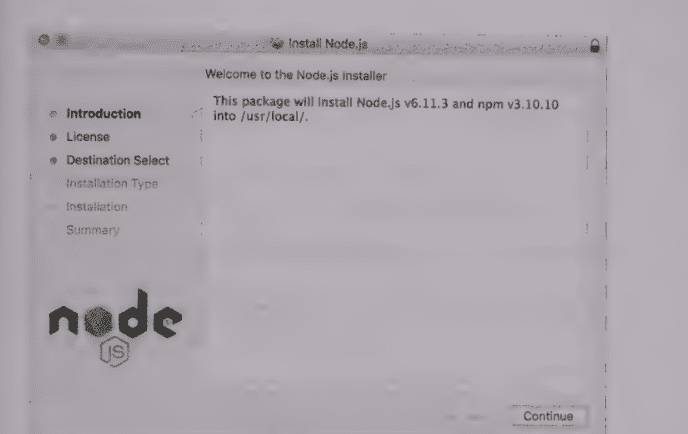 Install Node.js
Welcome to the Node.js Installer
This package will install Node.js v6.11.3 and npm v3.10.10
into /usr/local/.
Introduction
License
Destination Select
Installation Type
Installation
Summary
node
JS
Continue